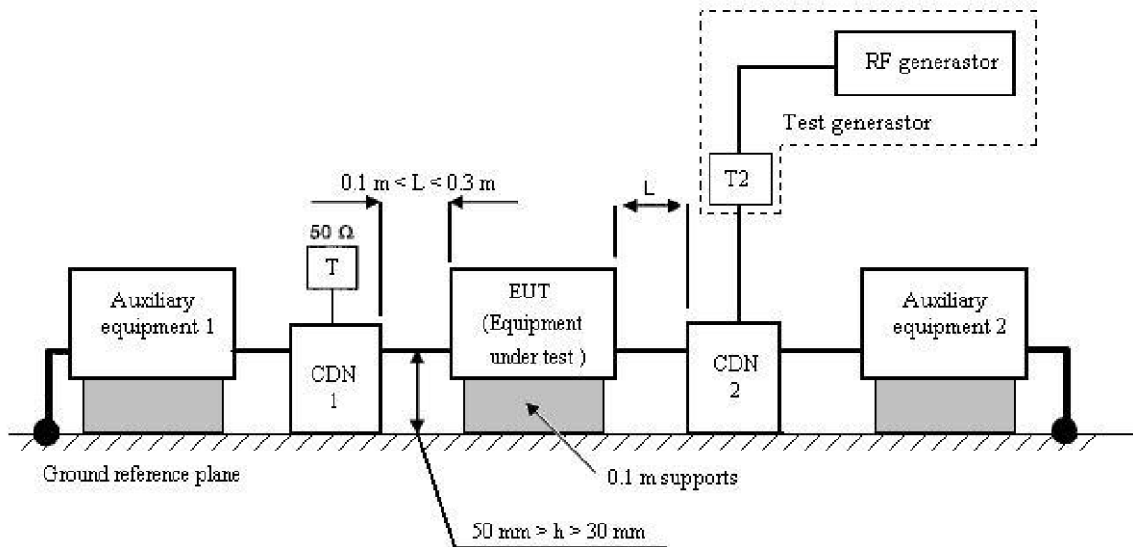 RF generastor
Test generastor
T2
0.1 m < L < 0.3 m
L
50 Ω
T
Auxiliary
equipment 1
EUT
(Equipment
under test )
Auxiliary
equipment 2
CDN
1
CDN
2
Ground reference plane
0.1 m supports
50 mm > h > 30 mm